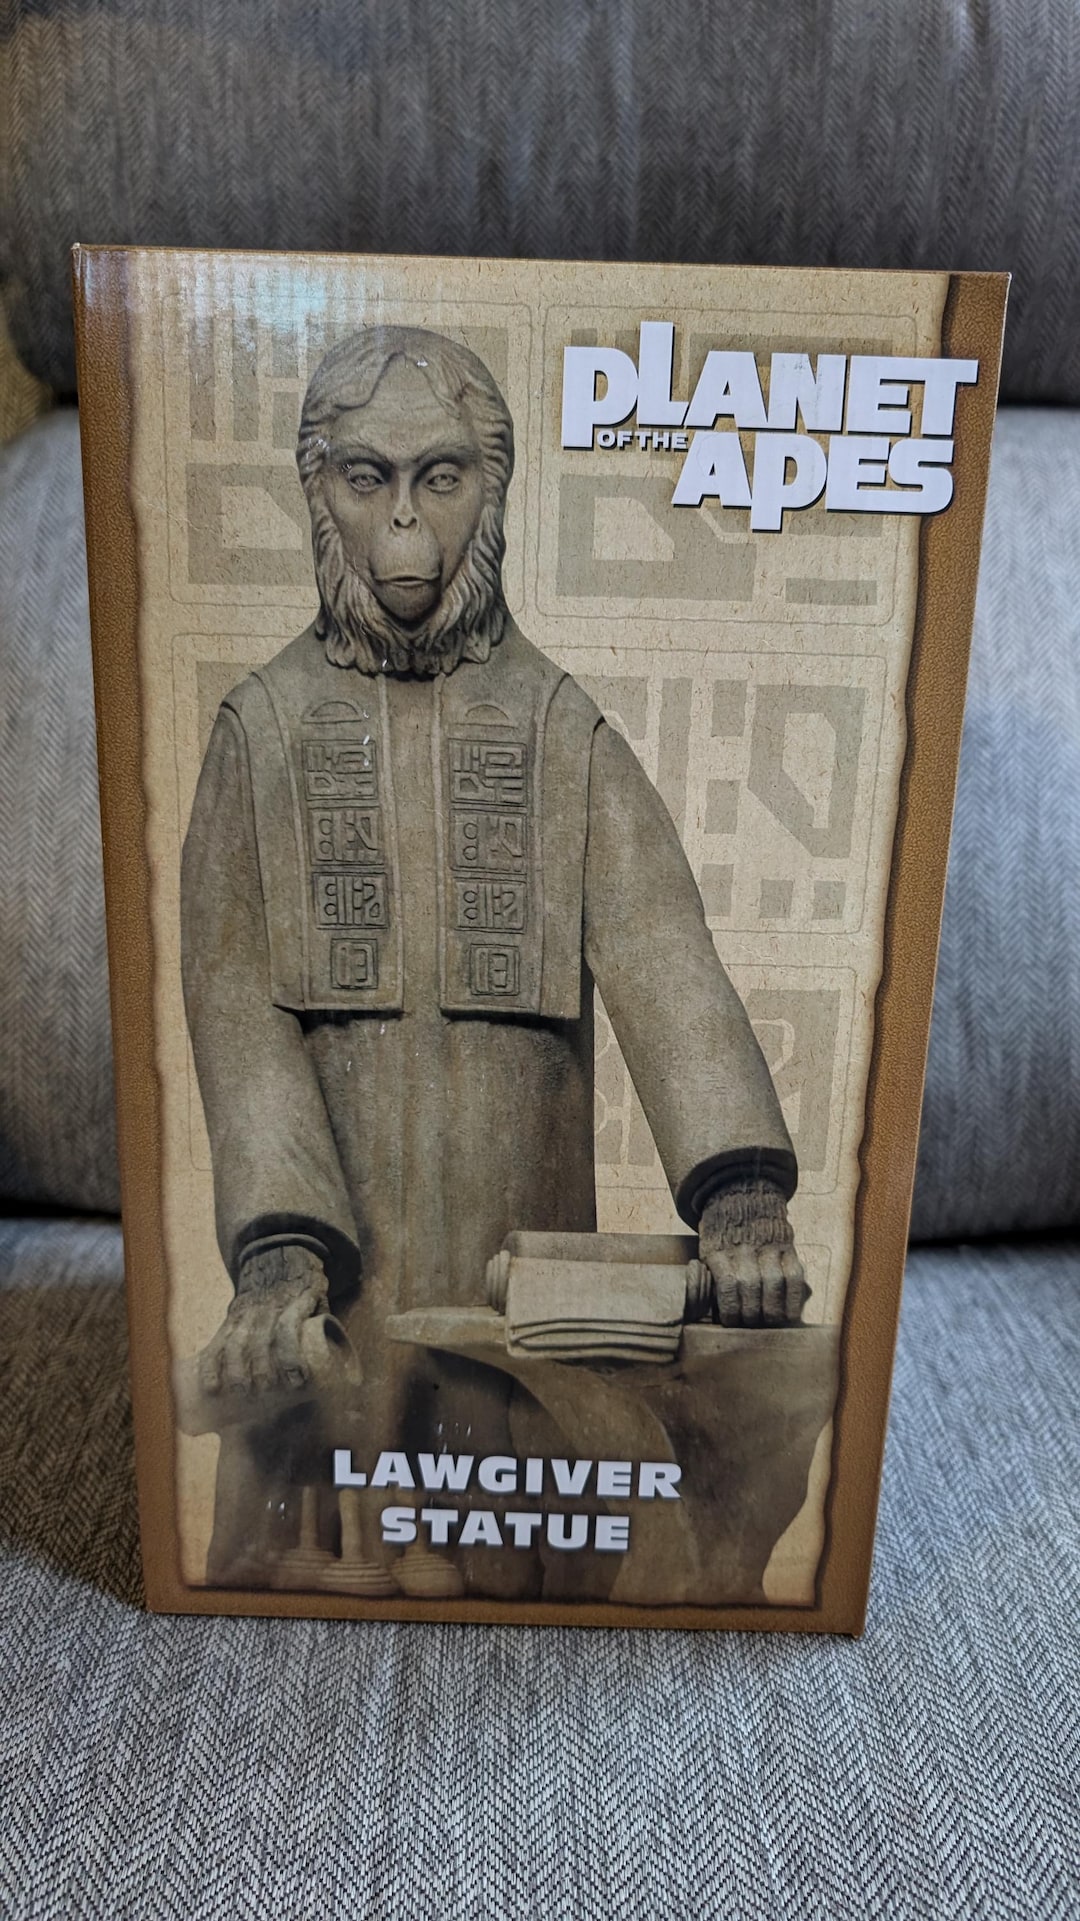 PLANET
OF THE
APES
LAWGIVER
STATUE